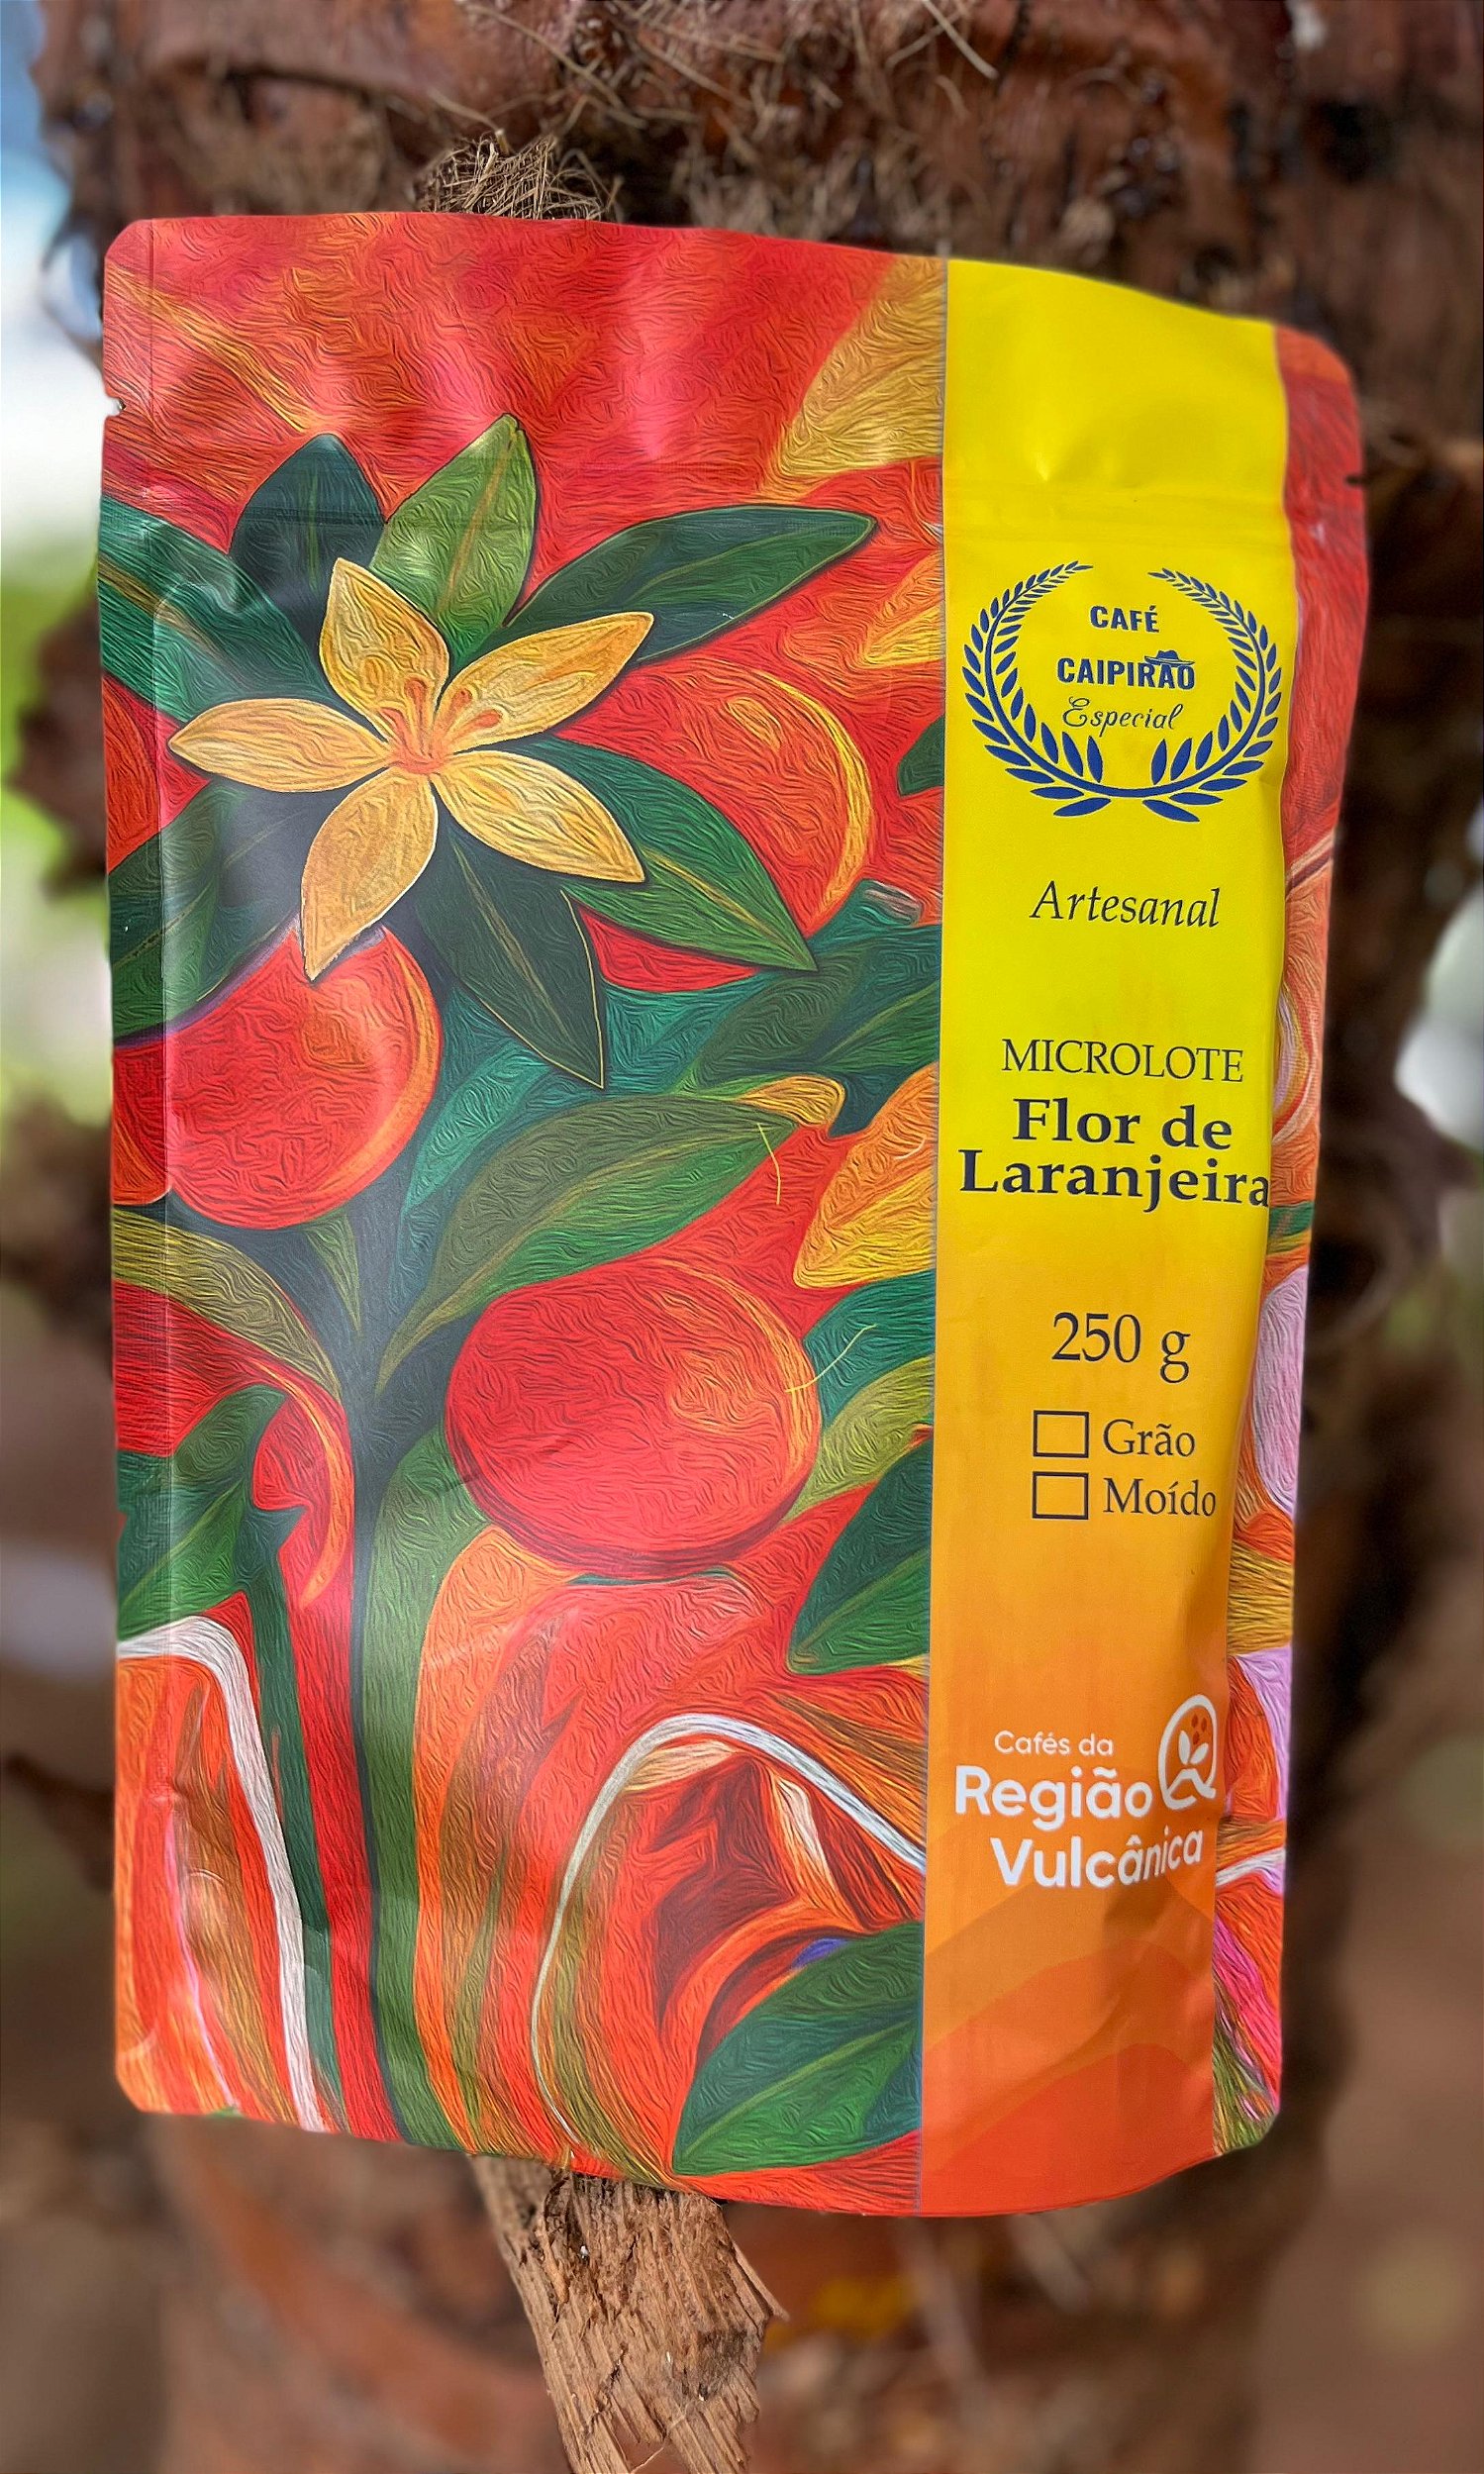 CAFÉ
CAIPIRÃO
Especial
Artesanal
MICROLOTE
Flor de
Laranjeira
250 g
Grão
Moído
Cafés da
Região
Vulcânica